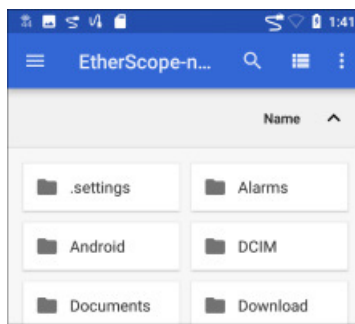 1:41
EtherScope-n...
Name
.settings Alarms
Android DCIM
Documents Download